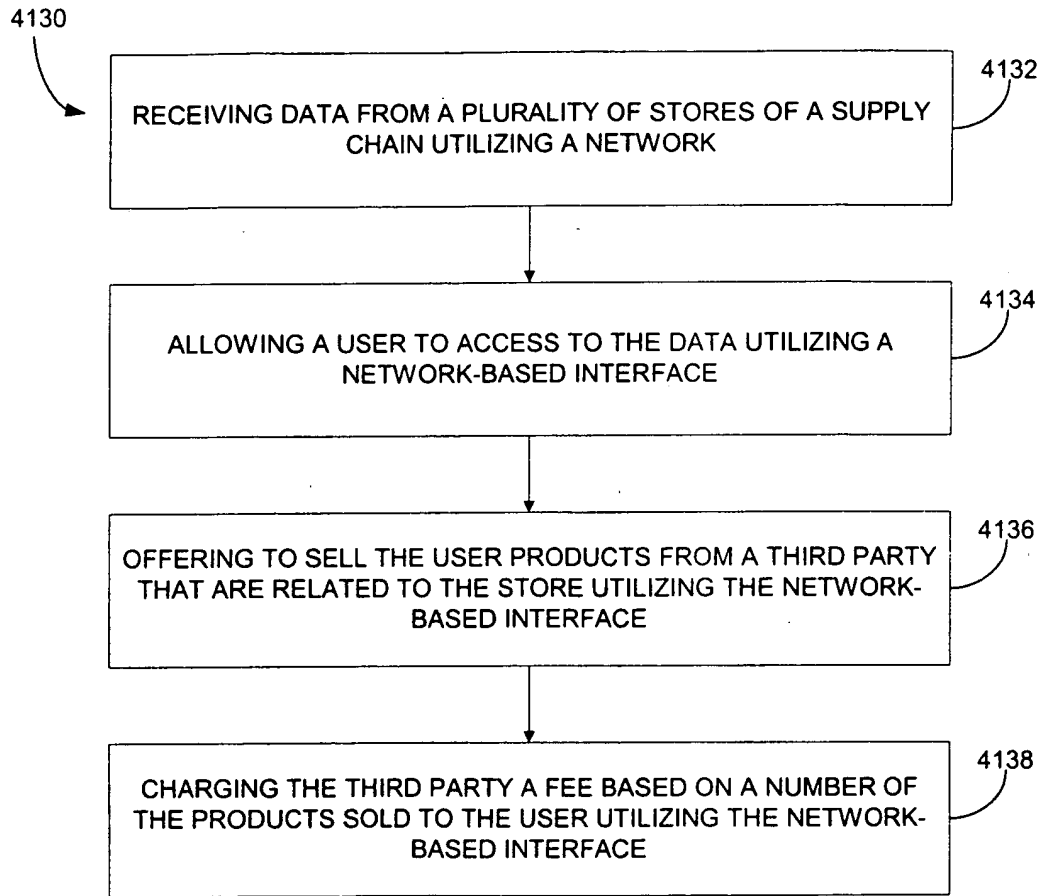 4130
4132
RECEIVING DATA FROM A PLURALITY OF STORES OF A SUPPLY
CHAIN UTILIZING A NETWORK
4134
ALLOWING A USER TO ACCESS TO THE DATA UTILIZING A
NETWORK-BASED INTERFACE
4136
OFFERING TO SELL THE USER PRODUCTS FROM A THIRD PARTY
THAT ARE RELATED TO THE STORE UTILIZING THE NETWORK-
BASED INTERFACE
4138
CHARGING THE THIRD PARTY A FEE BASED ON A NUMBER OF
THE PRODUCTS SOLD TO THE USER UTILIZING THE NETWORK-
BASED INTERFACE